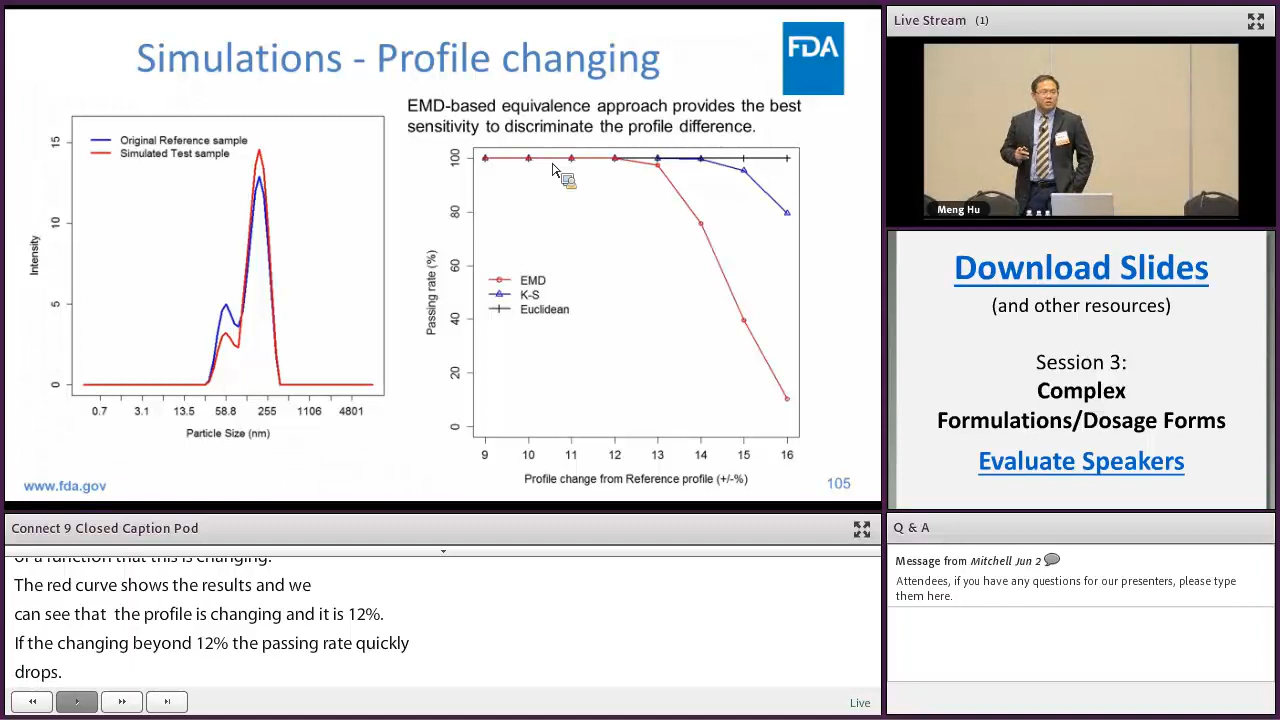 Simulations - Profile changing
FDA
EMD-based equivalence approach provides the best
sensitivity to discriminate the profile difference.
Original Reference sample
Simulated Test sample
Intensity
15
10
5
0
0.7 3.1 13.5 58.8 255 1106 4801
Particle Size (nm)
Passing rate (%)
100
80
60
40
20
0
EMD
K-S
Euclidean
9 10 11 12 13 14 15 16
Profile change from Reference profile (+/-%)
www.fda.gov
105
Live Stream (1)
Meng Hu
Download Slides
(and other resources)
Session 3:
Complex
Formulations/Dosage Forms
Evaluate Speakers
Connect 9 Closed Caption Pod
of a function that this is changing.
The red curve shows the results and we
can see that the profile is changing and it is 12%.
If the changing beyond 12% the passing rate quickly
drops.
Live
Q & A
Message from Mitchell Jun 2
Attendees, if you have any questions for our presenters, please type
them here.